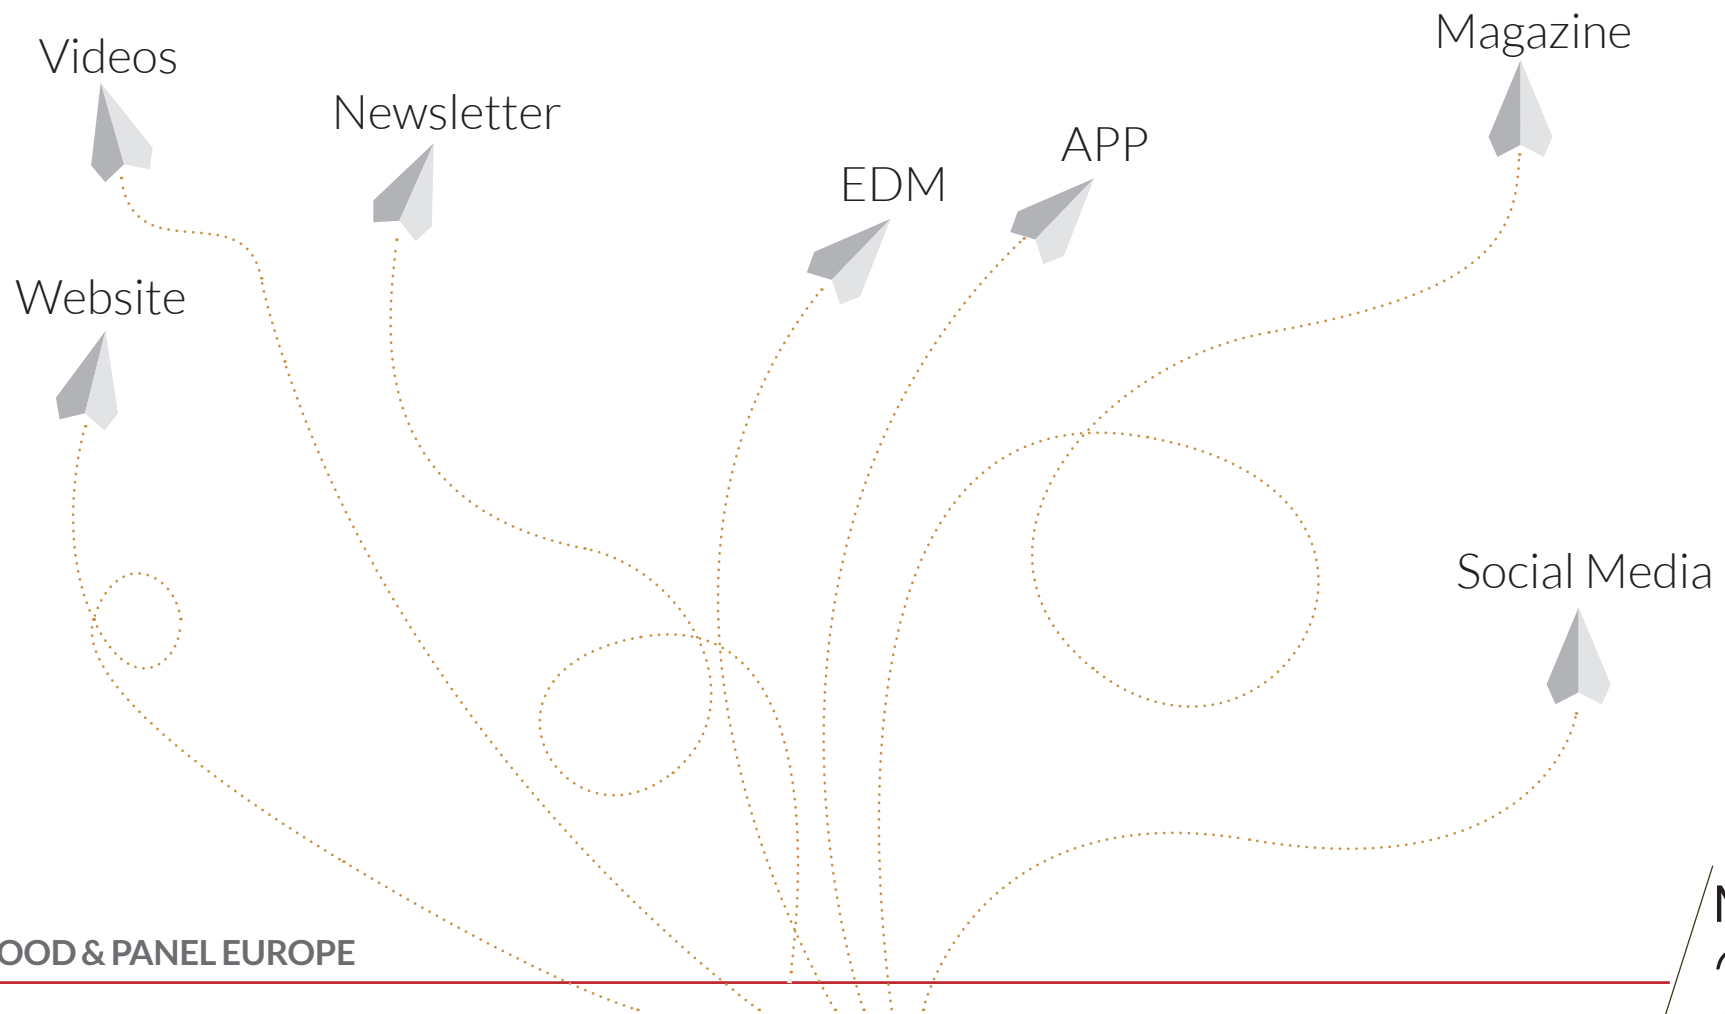 Magazine
Videos
Newsletter
APP
EDM
Website
Social Media
OOD & PANEL EUROPE